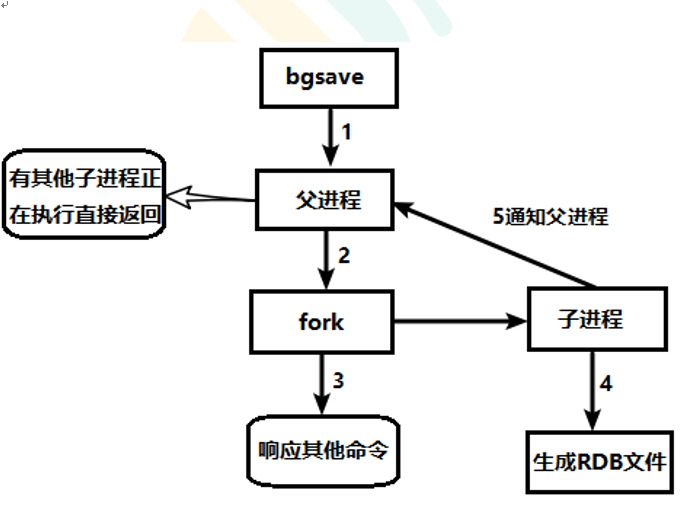 bgsave
1
有其他子进程正
在执行直接返回
父进程
5通知父进程
2
fork
子进程
3
4
响应其他命令
生成RDB文件